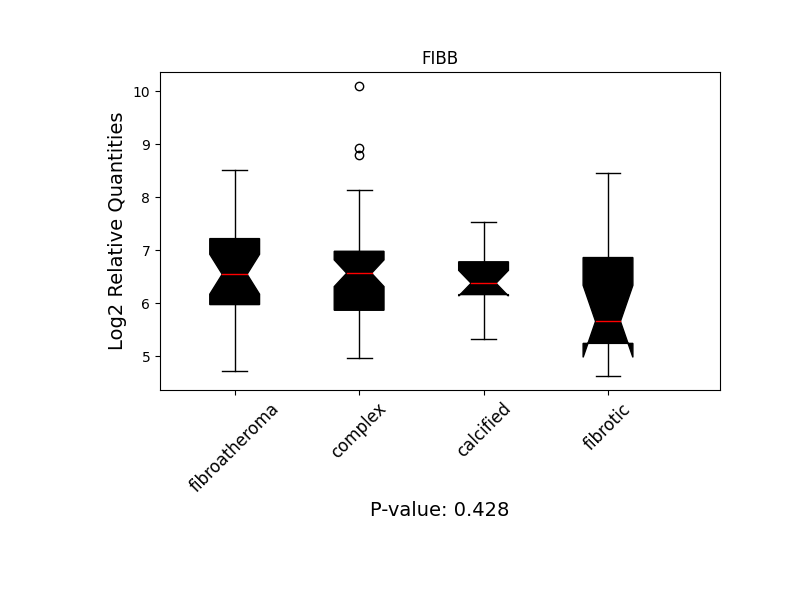 FIBB
Log2 Relative Quantities
10
9
8
7
6
5
fibroatheroma
complex
calcified
fibrotic
P-value: 0.428